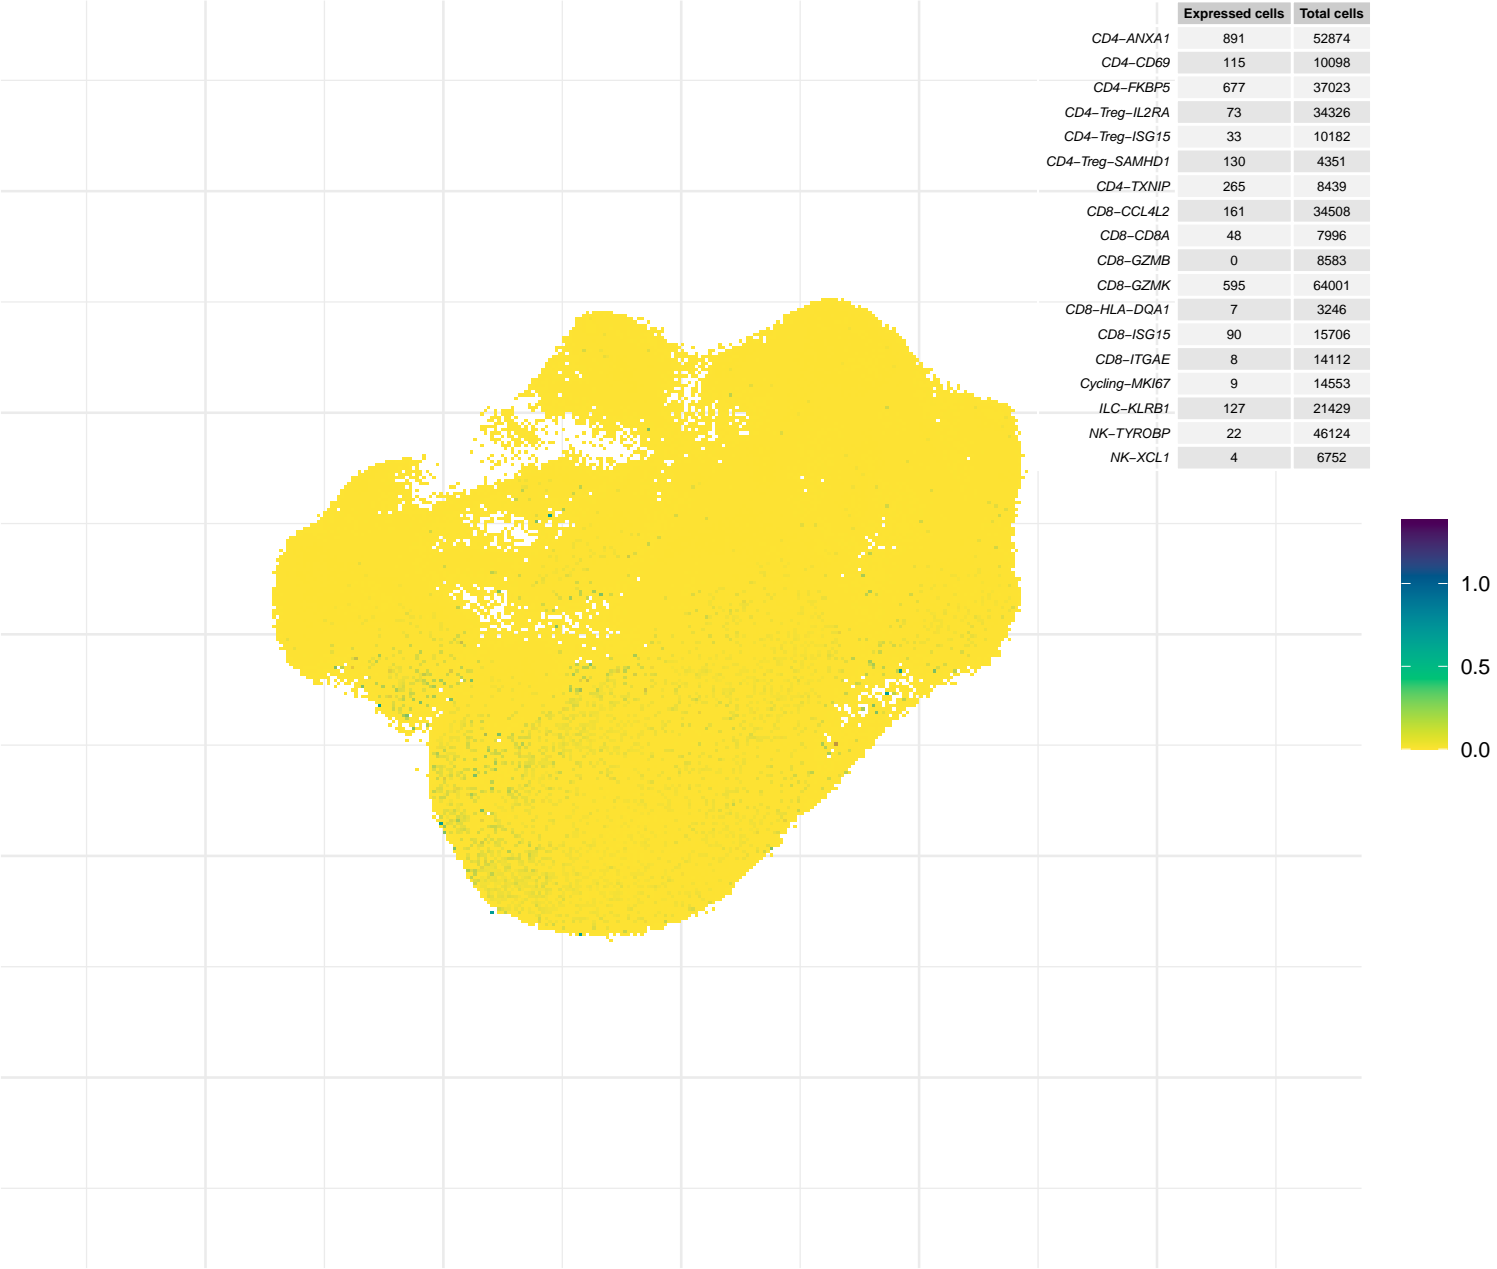 Expressed cells Total cells
CD4−ANXA1 891 52874
CD4−CD69 115 10098
CD4−FKBP5 677 37023
CD4−Treg−IL2RA 73 34326
CD4−Treg−ISG15 33 10182
CD4−Treg−SAMHD1 130 4351
CD4−TXNIP 265 8439
CD8−CCL4L2 161 34508
CD8−CD8A 48 7996
CD8−GZMB 0 8583
CD8−GZMK 595 64001
CD8−HLA−DQA1 7 3246
CD8−ISG15 90 15706
CD8−ITGAE 8 14112
Cycling−MKI67 9 14553
ILC−KLRB1 127 21429
NK−TYROBP 22 46124
NK−XCL1 4 6752
1.0
0.5
0.0